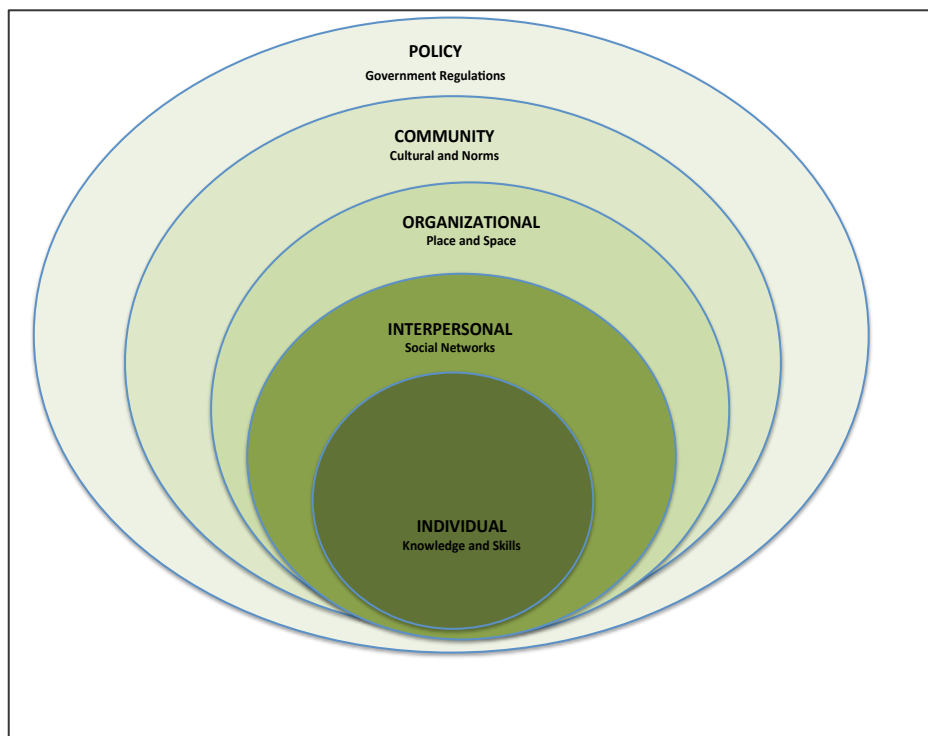 POLICY
Government Regulations
COMMUNITY
Cultural and Norms
ORGANIZATIONAL
Place and Space
INTERPERSONAL
Social Networks
INDIVIDUAL
Knowledge and Skills